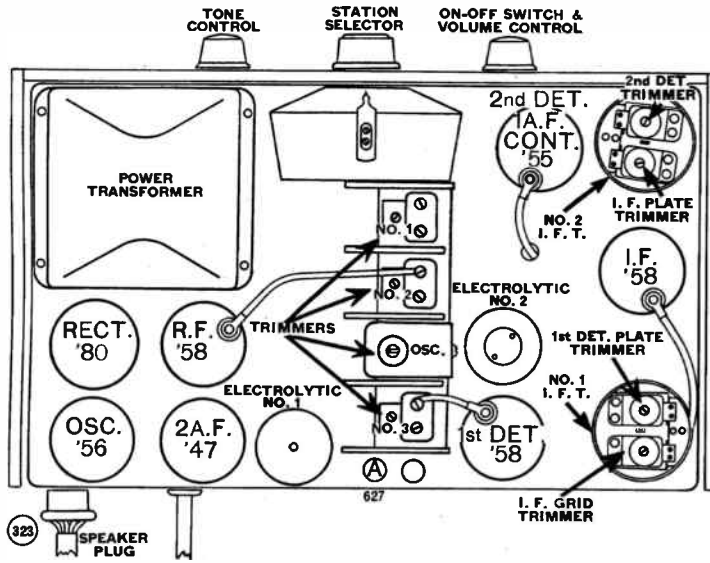 TONE
CONTROL
STATION
SELECTOR
ON-OFF SWITCH &
VOLUME CONTROL
2nd DET.
TRIMMER
2nd DET.
A.F.
CONT.
'55
POWER
TRANSFORMER
NO. 1
NO. 2
I. F. T.
I. F. PLATE
TRIMMER
I.F.
'58
NO. 2
ELECTROLYTIC
NO. 2
RECT.
'80
R.F.
'58
TRIMMERS
OSC.
1st DET. PLATE
TRIMMER
NO. 1
I. F. T.
ELECTROLYTIC
NO. 1
OSC.
'56
2A.F.
'47
NO. 3
1st DET
'58
A
627
I. F. GRID
TRIMMER
323
SPEAKER
PLUG